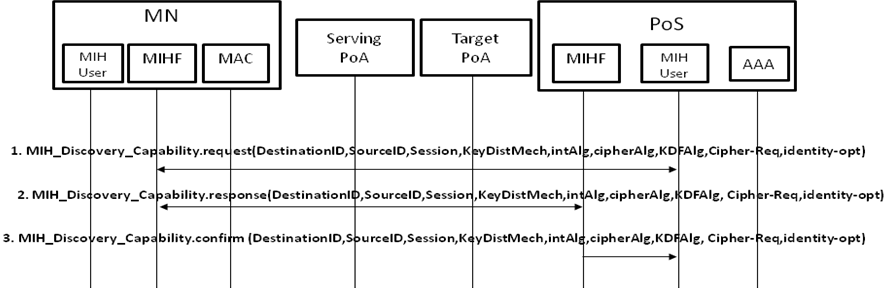 MN
PoS
MIH User
MIHF
MAC
Serving PoA
Target PoA
MIHF
MIH User
AAA
1. MIH_Discovery_Capability.request(DestinationID,SourceID,Session,KeyDistMech,intAlg,cipherAlg,KDFAlg,Cipher-Req,identity-opt)
2. MIH_Discovery_Capability.response(DestinationID,SourceID,Session,KeyDistMech,intAlg,cipherAlg,KDFAlg, Cipher-Req,identity-opt)
3. MIH_Discovery_Capability.confirm (DestinationID,SourceID,Session,KeyDistMech,intAlg,cipherAlg,KDFAlg, Cipher-Req,identity-opt)